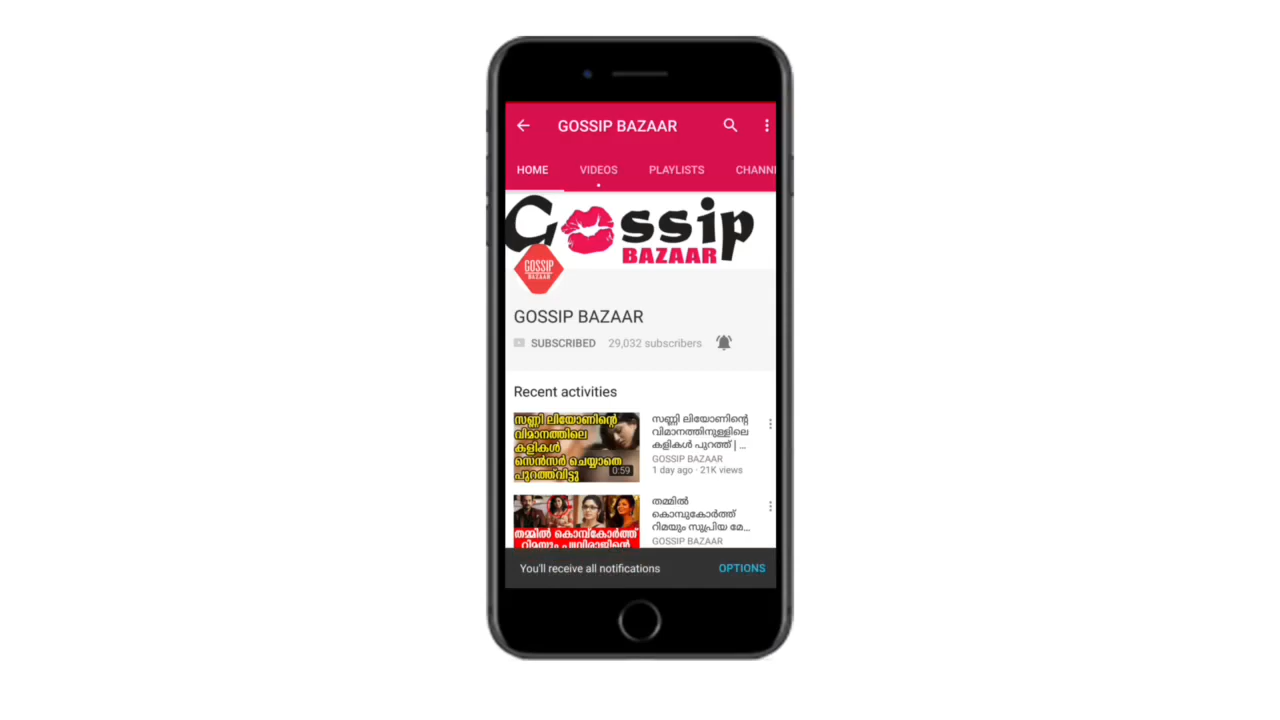 GOSSIP BAZAAR
HOME VIDEOS PLAYLISTS CHANN
Gossip
BAZAAR
GOSSIP
BAZAAR
GOSSIP BAZAAR
SUBSCRIBED 29,032 subscribers
Recent activities
സണ്ണി ലിയോണിന്റെ
വിമാനത്തിലെ
കളികൾ
സെൻസർ ചെയ്യാതെ
പുറത്തുവിട്ടു
0:59
സണ്ണി ലിയോണിന്റെ
വിമാനത്തിനുള്ളിലെ
കളികൾ പുറത്ത് | ...
GOSSIP BAZAAR
1 day ago · 21K views
തമ്മിൽ കൊമ്പ്കോർത്ത്
റിമയും
തമ്മിൽ
കൊമ്പുകോർത്ത്
റിമയും സുപ്രിയ മേ...
GOSSIP BAZAAR
You'll receive all notifications OPTIONS